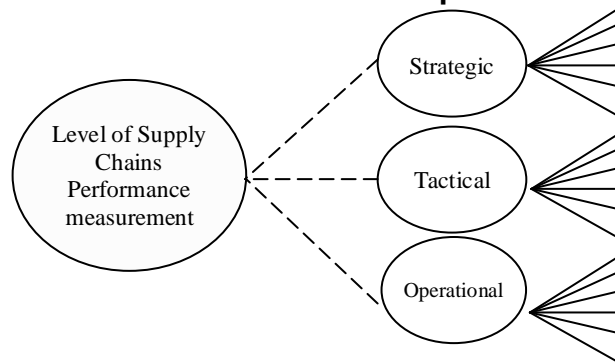 Level of Supply
Chains
Performance
measurement
Strategic
Tactical
Operational